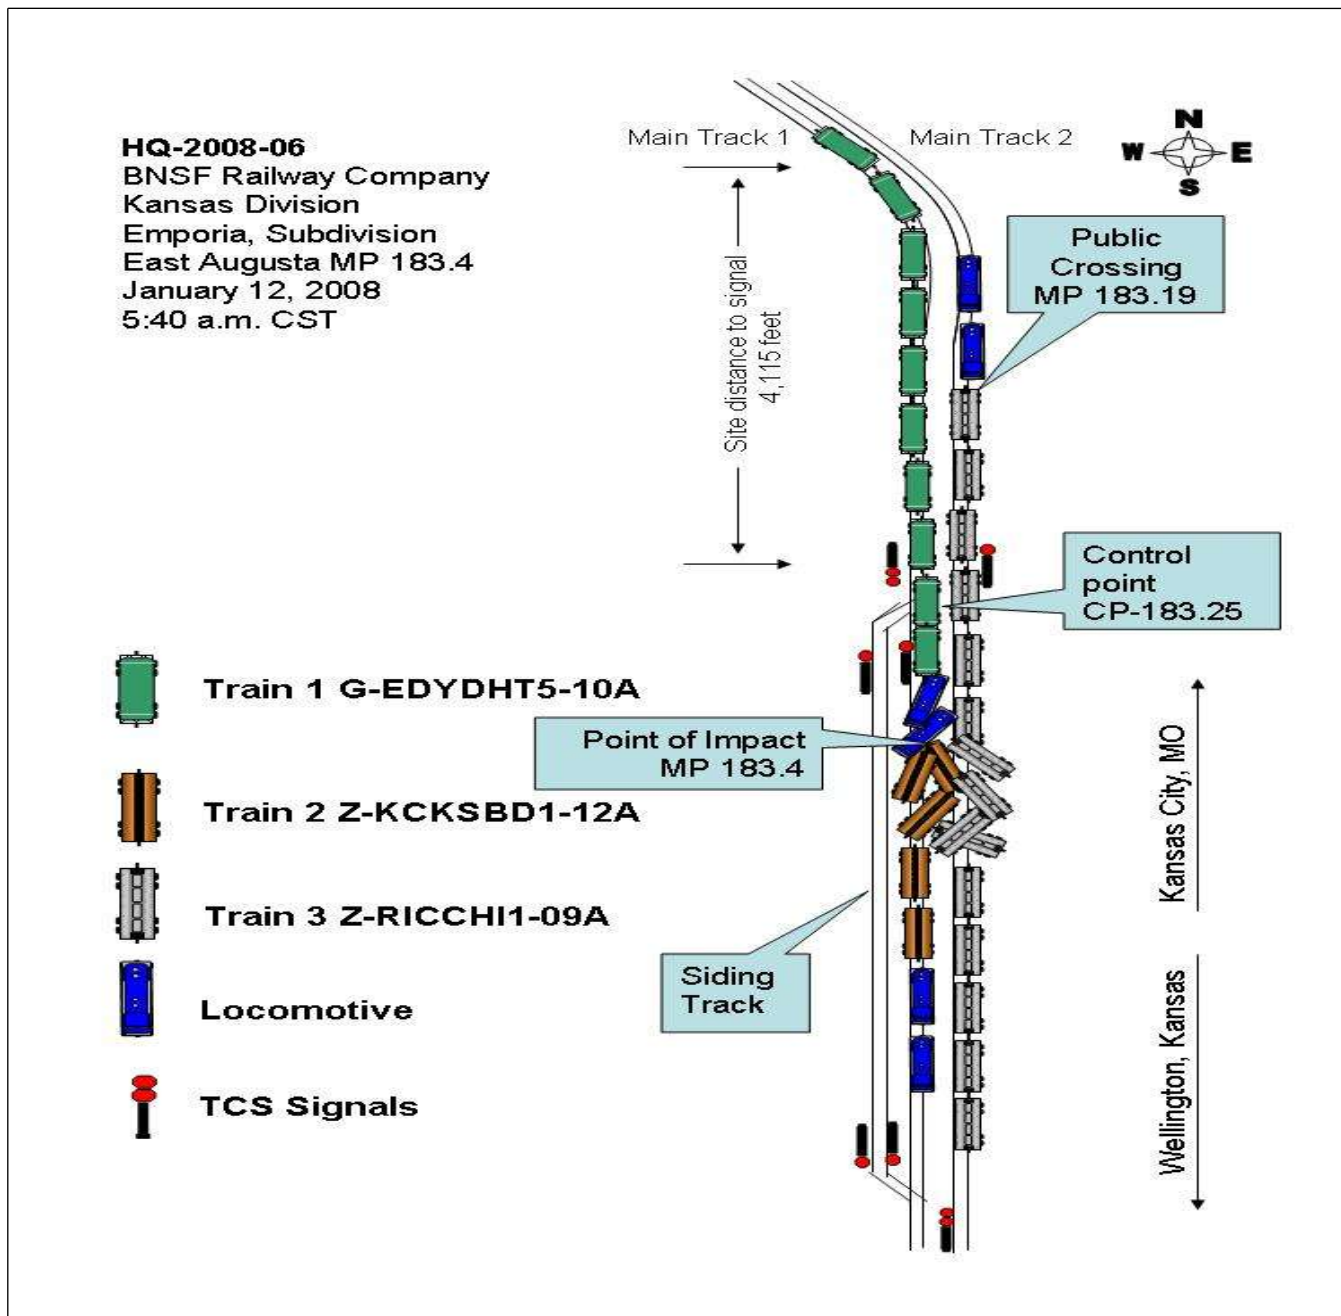 HQ-2008-06
BNSF Railway Company
Kansas Division
Emporia, Subdivision
East Augusta MP 183.4
January 12, 2008
5:40 a.m. CST
Main Track 1
Main Track 2
N
W
E
S
Public
Crossing
MP 183.19
Site distance to signal
4,115 feet
Control
point
CP-183.25
Train 1 G-EDYDHT5-10A
Point of Impact
MP 183.4
Train 2 Z-KCKSBD1-12A
Train 3 Z-RICCHI1-09A
Kansas City, MO
Siding
Track
Locomotive
Wellington, Kansas
TCS Signals